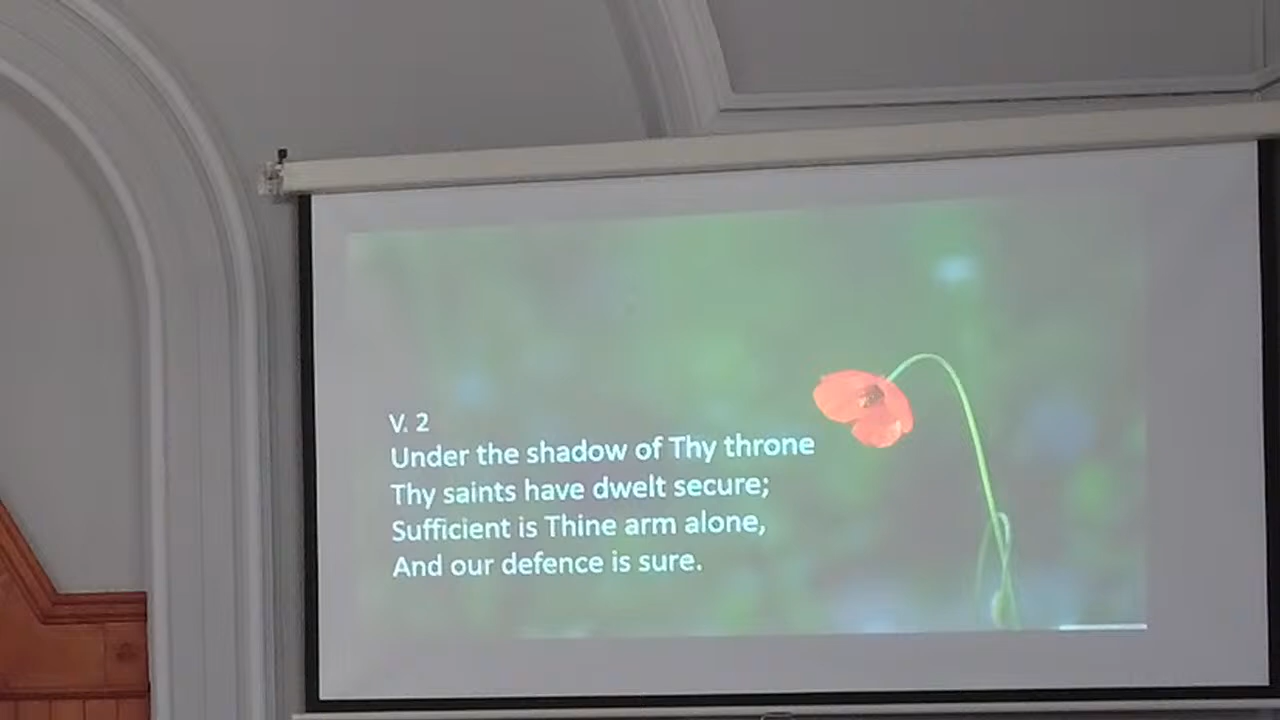 V. 2
Under the shadow of Thy throne
Thy saints have dwelt secure;
Sufficient is Thine arm alone,
And our defence is sure.